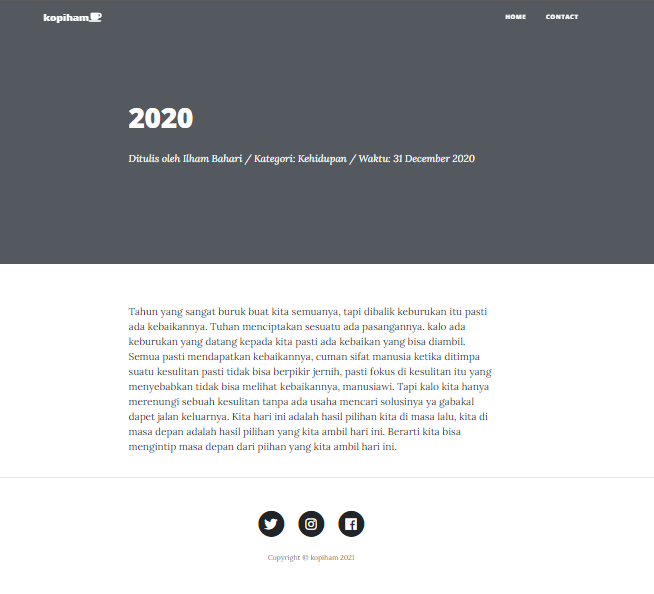 kopiham
HOME CONTACT
2020
Ditulis oleh Ilham Bahari / Kategori: Kehidupan / Waktu: 31 December 2020
Tahun yang sangat buruk buat kita semuanya, tapi dibalik keburukan itu pasti
ada kebaikannya. Tuhan menciptakan sesuatu ada pasangannya. kalo ada
keburukan yang datang kepada kita pasti ada kebaikan yang bisa diambil.
Semua pasti mendapatkan kebaikannya, cuman sifat manusia ketika ditimpa
suatu kesulitan pasti tidak bisa berpikir jernih, pasti fokus di kesulitan itu yang
menyebabkan tidak bisa melihat kebaikannya, manusiawi. Tapi kalo kita hanya
merenungi sebuah kesulitan tanpa ada usaha mencari solusinya ya gabakal
dapet jalan keluarnya. Kita hari ini adalah hasil pilihan kita di masa lalu, kita di
masa depan adalah hasil pilihan yang kita ambil hari ini. Berarti kita bisa
mengintip masa depan dari piihan yang kita ambil hari ini.
Copyright © kopiham 2021